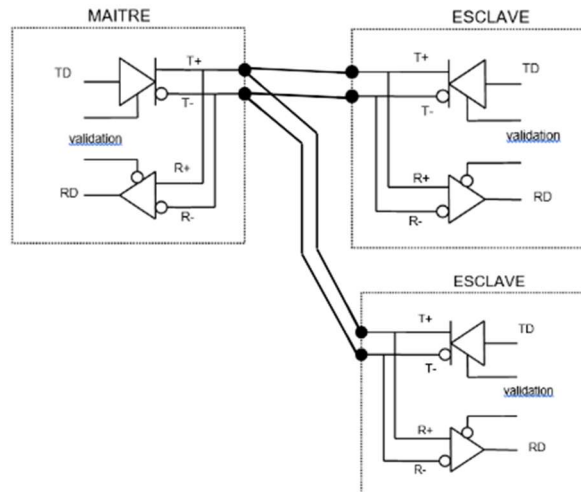 MAITRE
T+
TD
T-
validation
R+
RD
R-
ESCLAVE
T+
TD
T-
validation
R+
RD
R-
ESCLAVE
T+
TD
T-
validation
R+
RD
R-